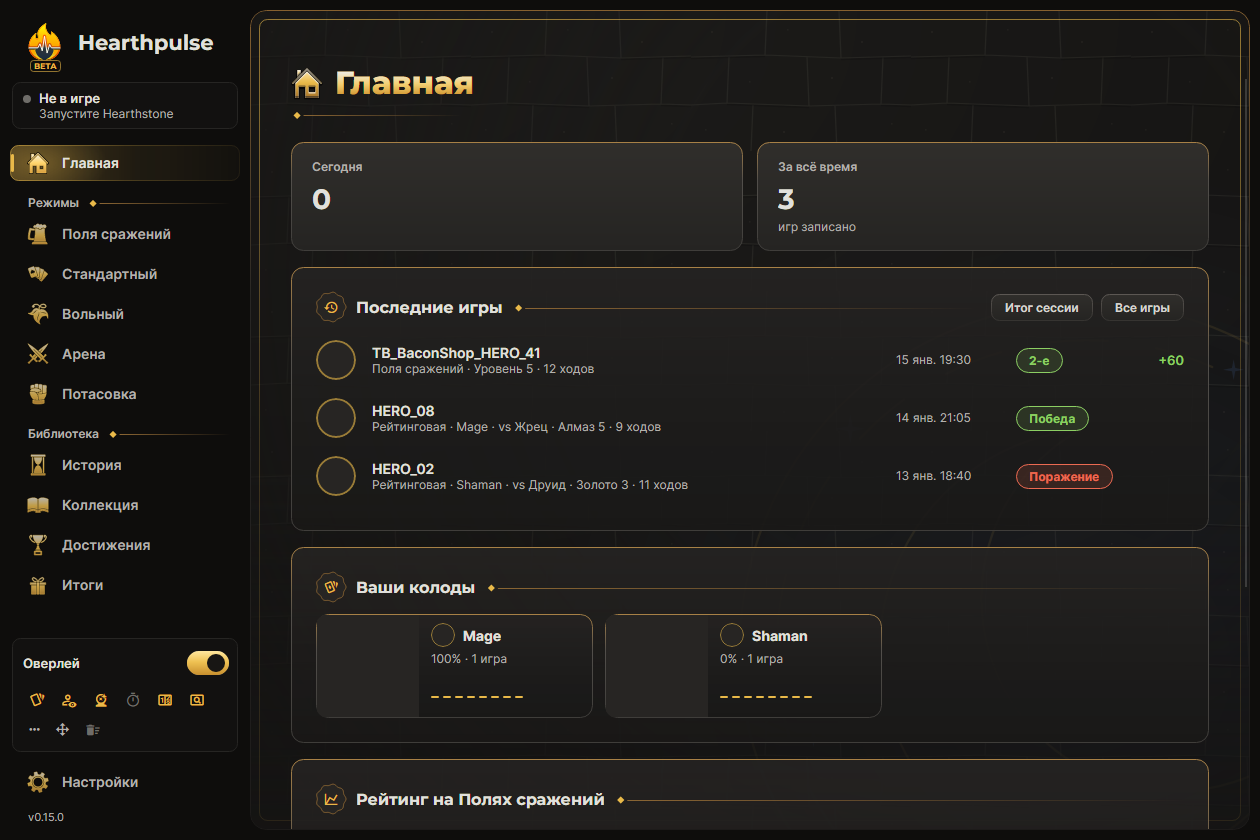 Hearthpulse
BETA
Не в игре
Запустите Hearthstone
Главная
Режимы
Поля сражений
Стандартный
Вольный
Арена
Потасовка
Библиотека
История
Коллекция
Достижения
Итоги
Оверлей
Настройки
v0.15.0
Главная
Сегодня
0
За всё время
3
игр записано
Последние игры
Итог сессии
Все игры
TB_BaconShop_HERO_41
Поля сражений · Уровень 5 · 12 ходов
15 янв. 19:30
2-е
+60
HERO_08
Рейтинговая · Mage · vs Жрец · Алмаз 5 · 9 ходов
14 янв. 21:05
Победа
HERO_02
Рейтинговая · Shaman · vs Друид · Золото 3 · 11 ходов
13 янв. 18:40
Поражение
Ваши колоды
Mage
100% · 1 игра
Shaman
0% · 1 игра
Рейтинг на Полях сражений